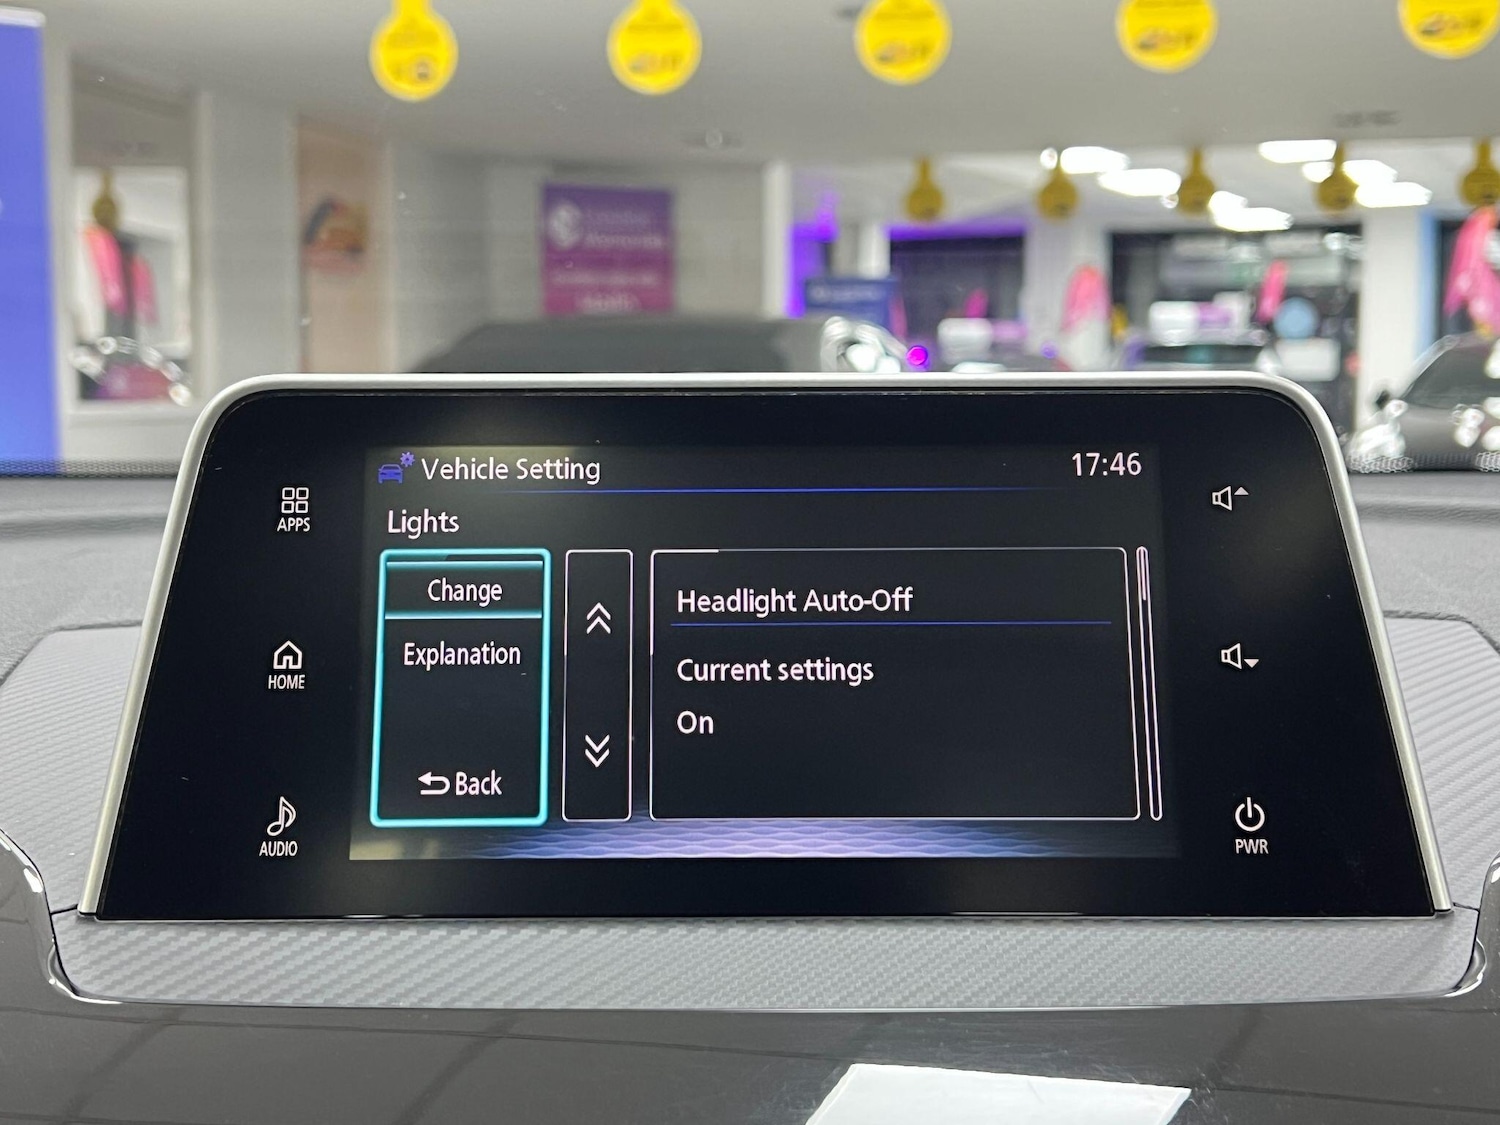 Vehicle Setting
17:46
Lights
Change
Explanation
Back
Headlight Auto-Off
Current settings
On
APPS
HOME
AUDIO
PWR